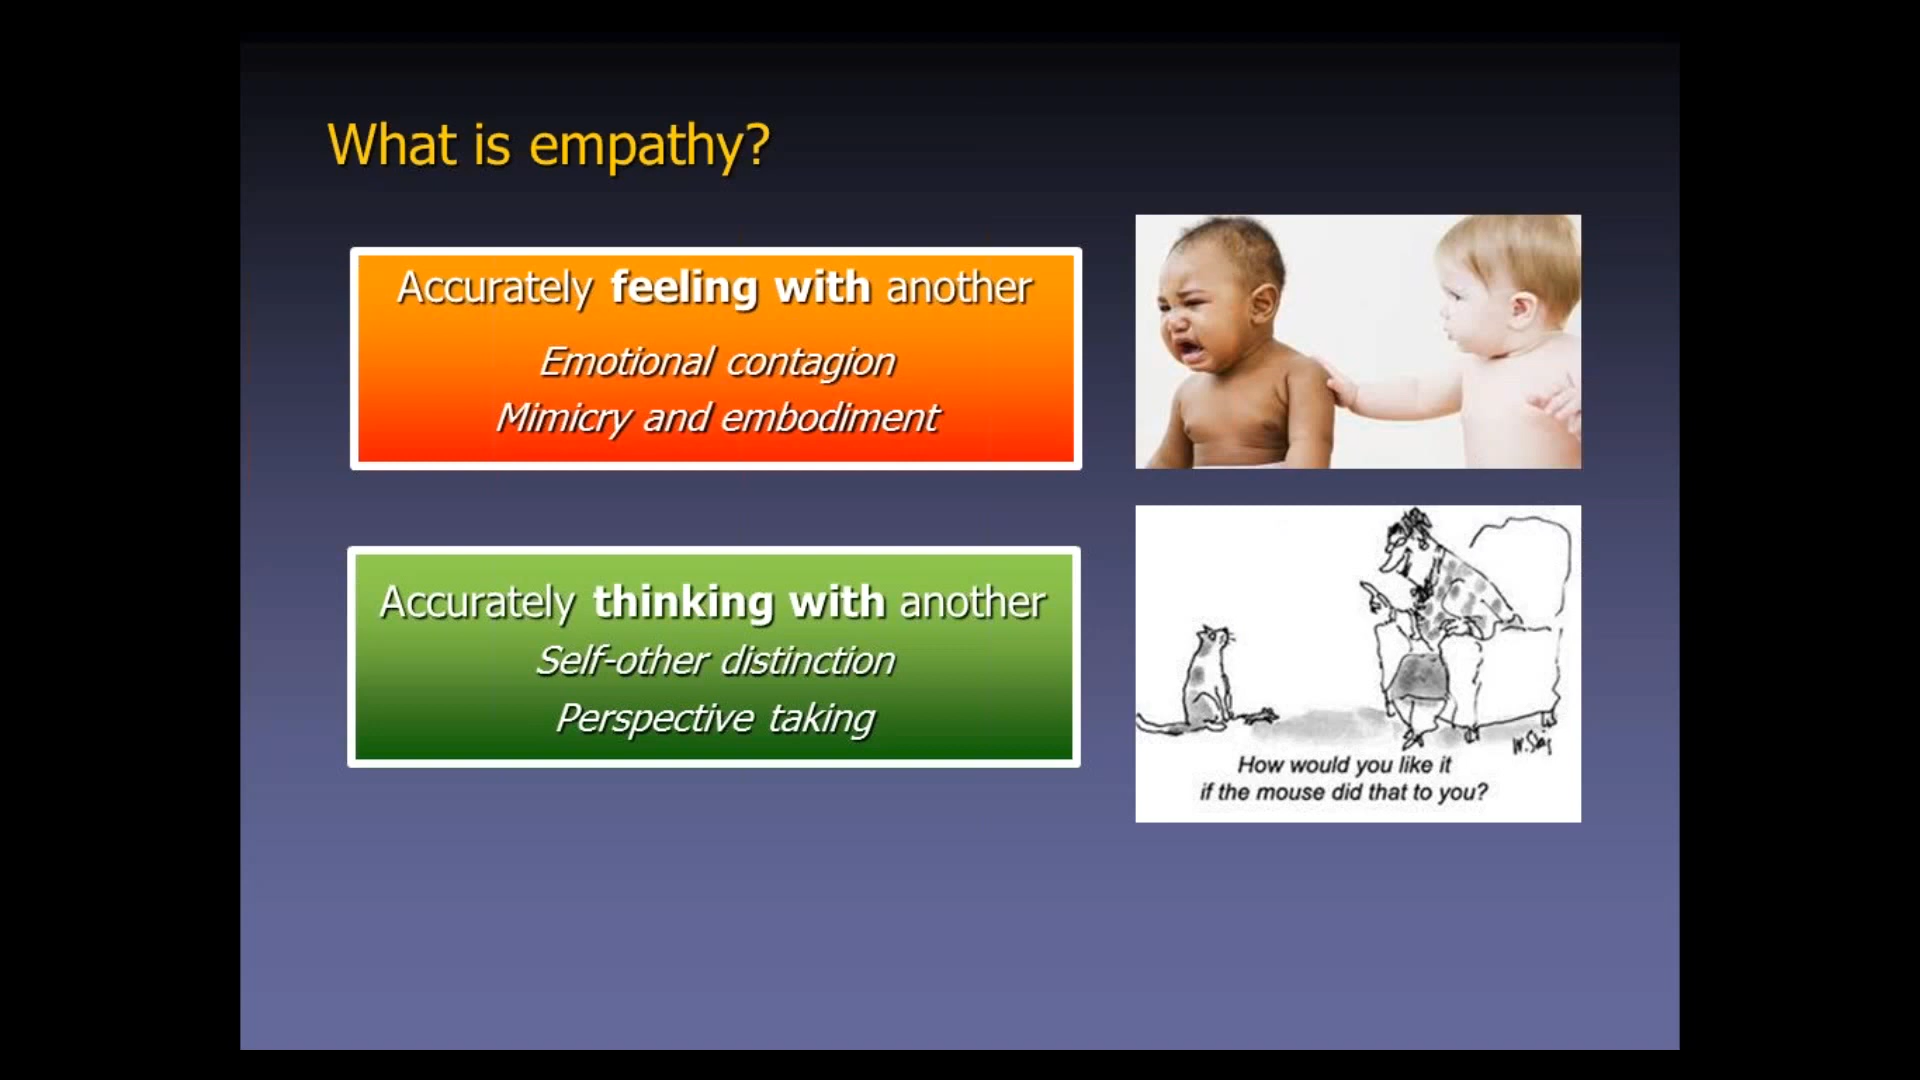 What is empathy?
Accurately feeling with another
Emotional contagion
Mimicry and embodiment
Accurately thinking with another
Self-other distinction
Perspective taking
How would you like it
if the mouse did that to you?